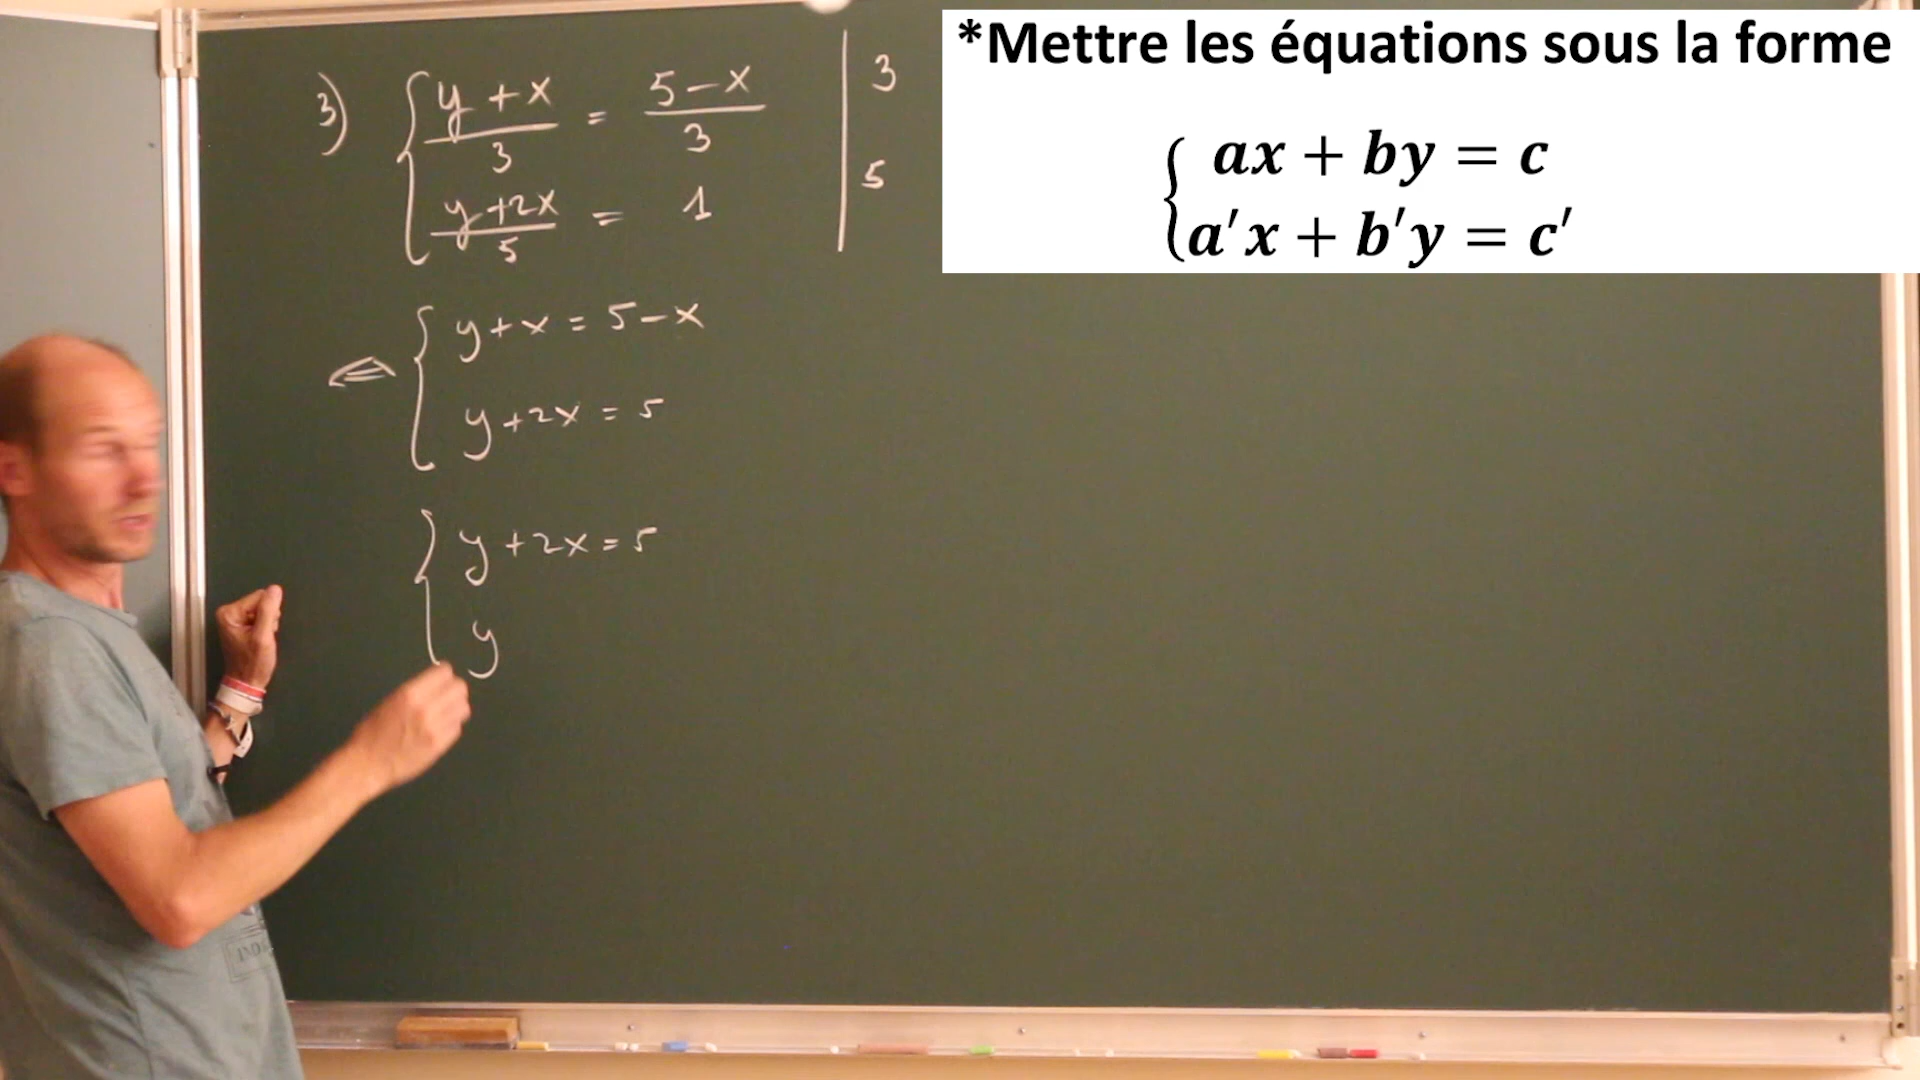 *Mettre les équations sous la forme
ax + by = c
a'x + b'y = c'
3) { (y+x)/3 = (5-x)/3 | 3
(y+2x)/5 = 1 | 5
⇔ { y+x = 5-x
y+2x = 5
{ y+2x = 5
y